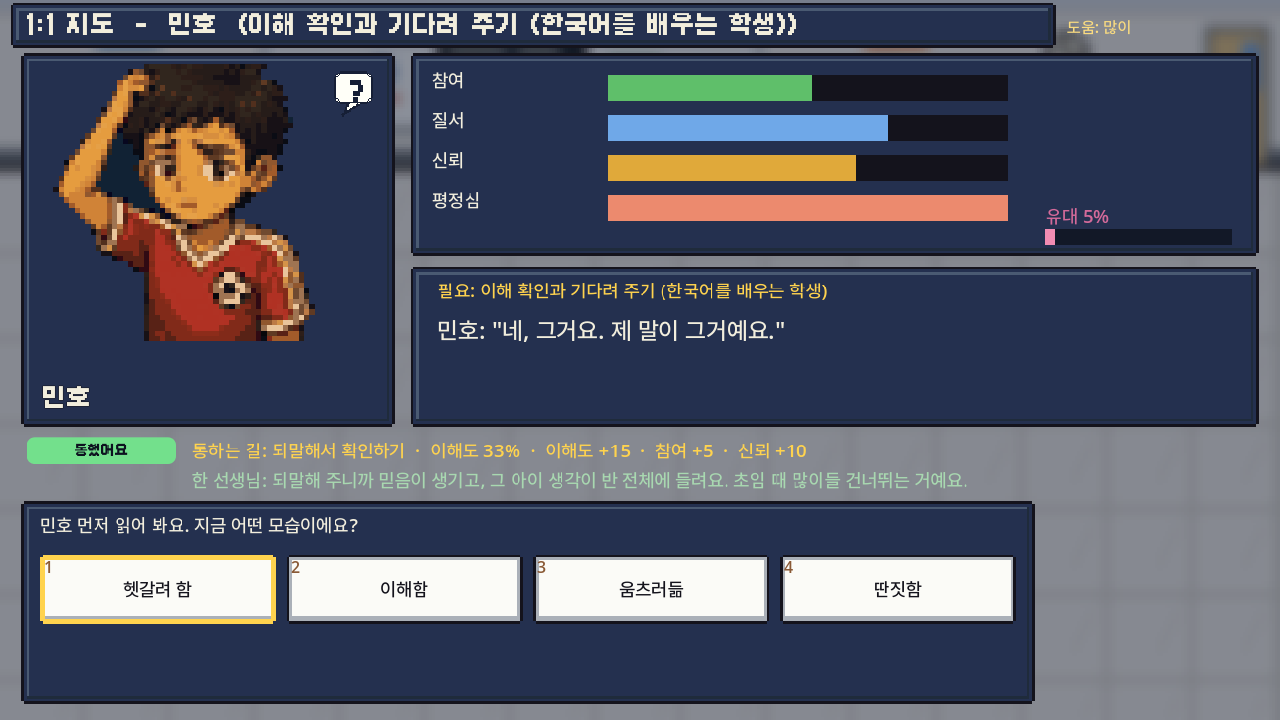 1:1 지도 - 민호 (이해 확인과 기다려 주기 (한국어를 배우는 학생))
도움: 많이
참여
질서
신뢰
평정심
유대 5%
?
민호
필요: 이해 확인과 기다려 주기 (한국어를 배우는 학생)
민호: "네, 그거요. 제 말이 그거예요."
통했어요
통하는 길: 되말해서 확인하기 · 이해도 33% · 이해도 +15 · 참여 +5 · 신뢰 +10
한 선생님: 되말해 주니까 믿음이 생기고, 그 아이 생각이 반 전체에 들려요. 초임 때 많이들 건너뛰는 거예요.
민호 먼저 읽어 봐요. 지금 어떤 모습이에요?
1 헷갈려 함
2 이해함
3 움츠러듦
4 딴짓함